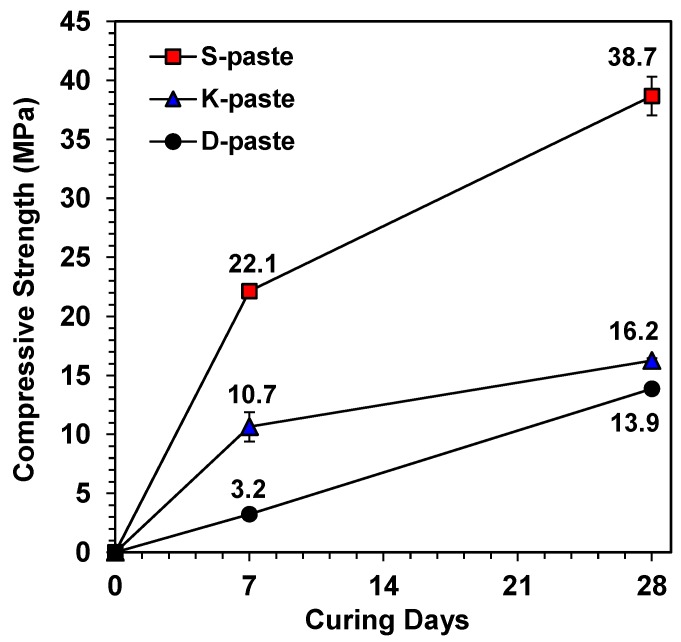 45
40
35
30
25
20
15
10
5
0
Compressive Strength (MPa)
S-paste
K-paste
D-paste
38.7
22.1
16.2
10.7
13.9
3.2
0 7 14 21 28
Curing Days